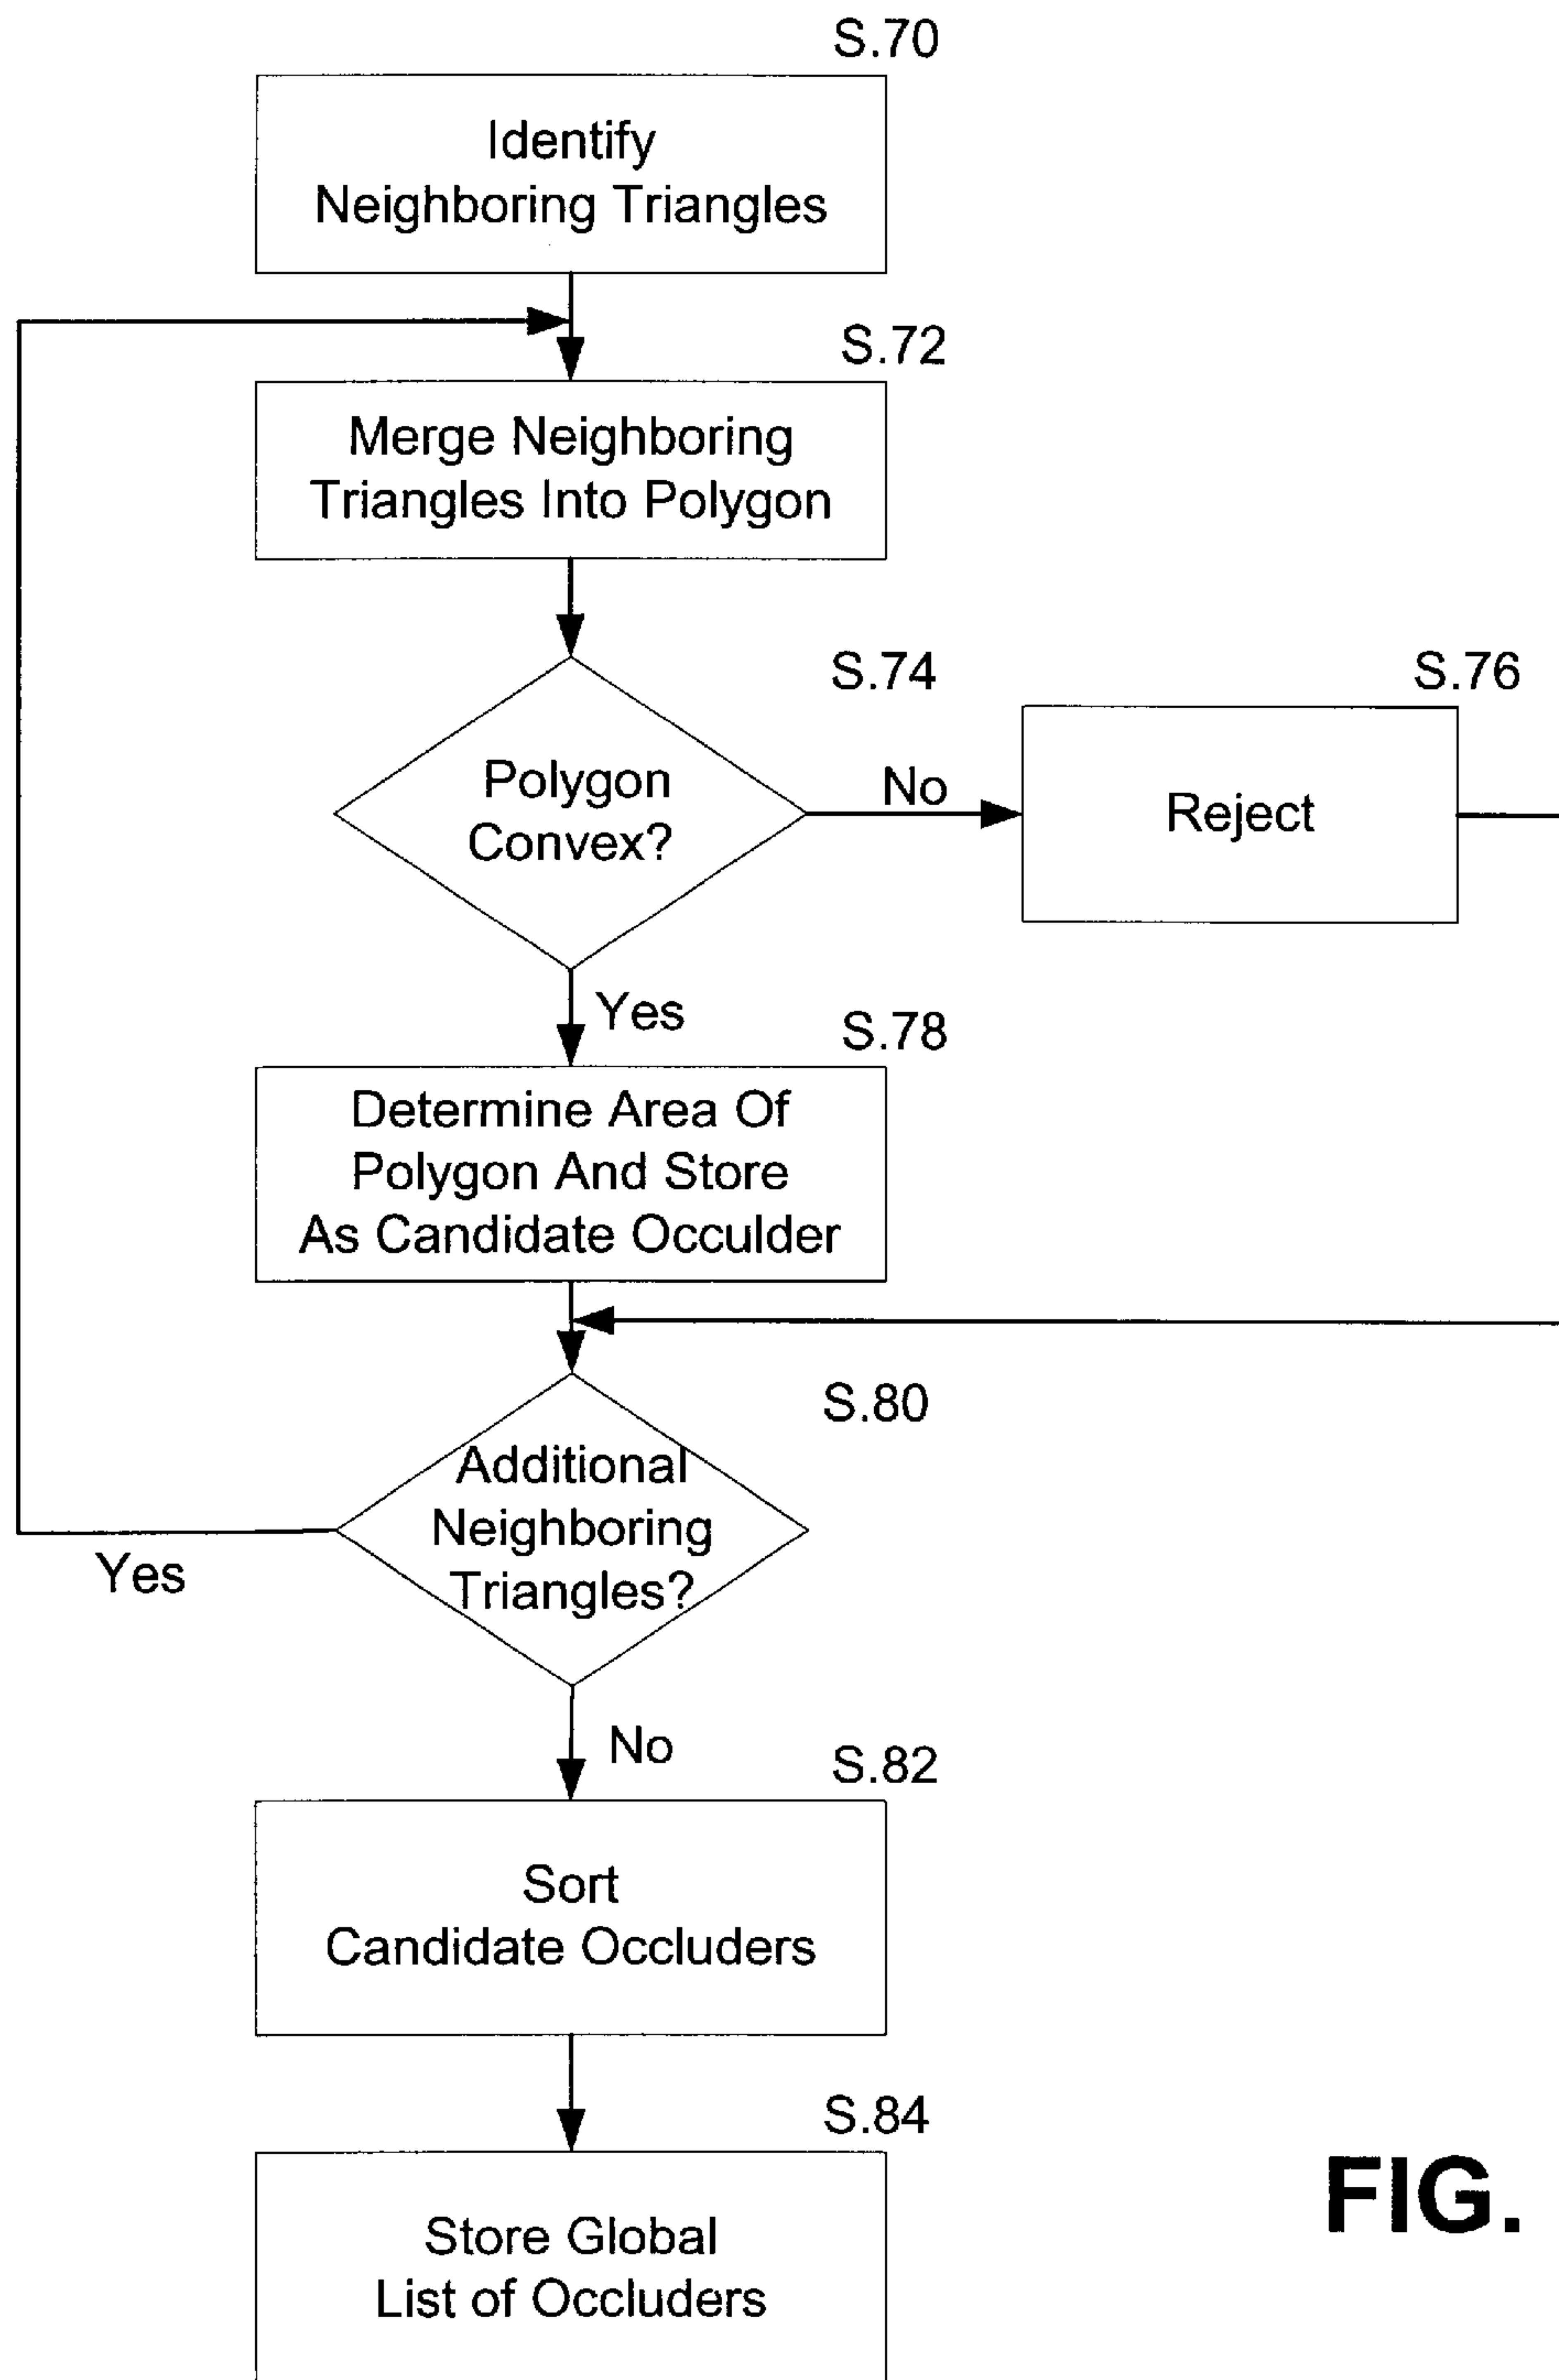 S.70
Identify
Neighboring Triangles
S.72
Merge Neighboring
Triangles Into Polygon
S.74
Polygon
Convex?
No
S.76
Reject
Yes
S.78
Determine Area Of
Polygon And Store
As Candidate Occulder
S.80
Additional
Neighboring
Triangles?
Yes
No
S.82
Sort
Candidate Occluders
S.84
Store Global
List of Occluders
FIG.